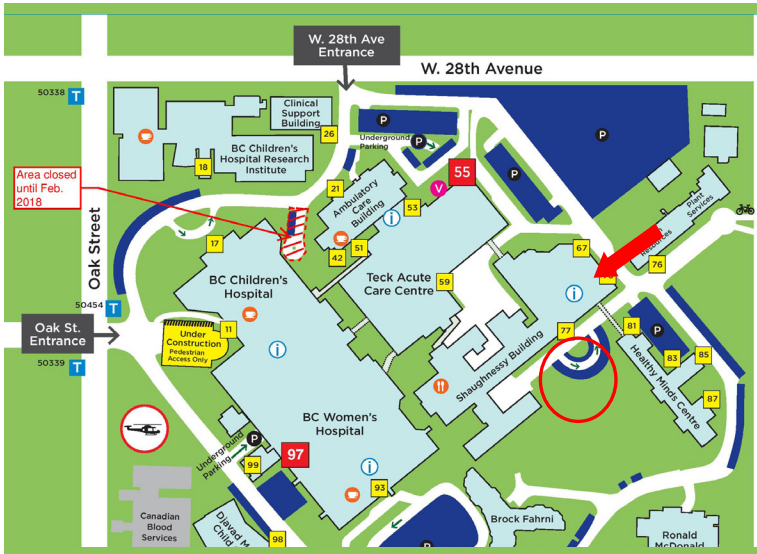 W. 28th Ave
Entrance
W. 28th Avenue
50338
T
Clinical
Support
Building
26
P
Underground
Parking
P
P
P
BC Children's
Hospital Research
Institute
18
Area closed
until Feb.
2018
21
Ambulatory
Care
Building
53
V
55
i
Plant
Services
Oak Street
17
42
51
67
76
BC Children's
Hospital
Teck Acute
Care Centre
59
i
50454
T
Oak St.
Entrance
11
Under
Construction
Pedestrian
Access Only
i
77
81
P
83
85
87
Healthy Minds Centre
Shaughnessy Building
50339
T
BC Women's
Hospital
Underground
Parking
P
97
99
i
93
Canadian
Blood
Services
98
Djavad M
Child
P
Brock Fahrni
Ronald
McDonald